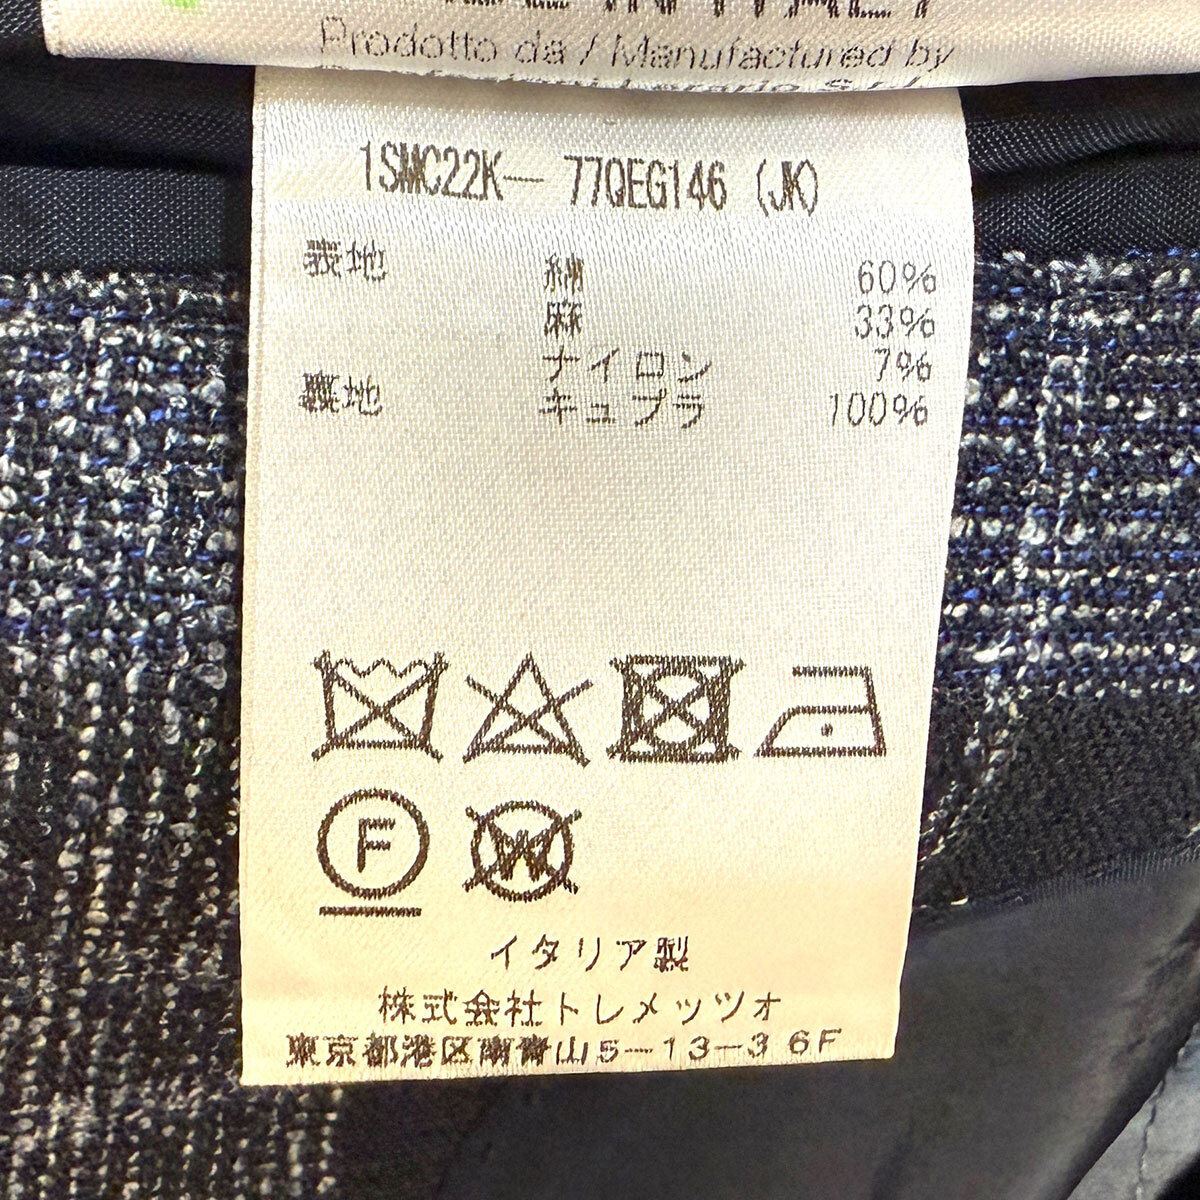 Prodotto da / Manufactured by
1SMC22K— 77QEG146 (JK)
表地 綿 60%
麻 33%
ナイロン 7%
裏地 キュプラ 100%
F
W
イタリア製
株式会社トレメッツォ
東京都港区南青山5-13-3 6F